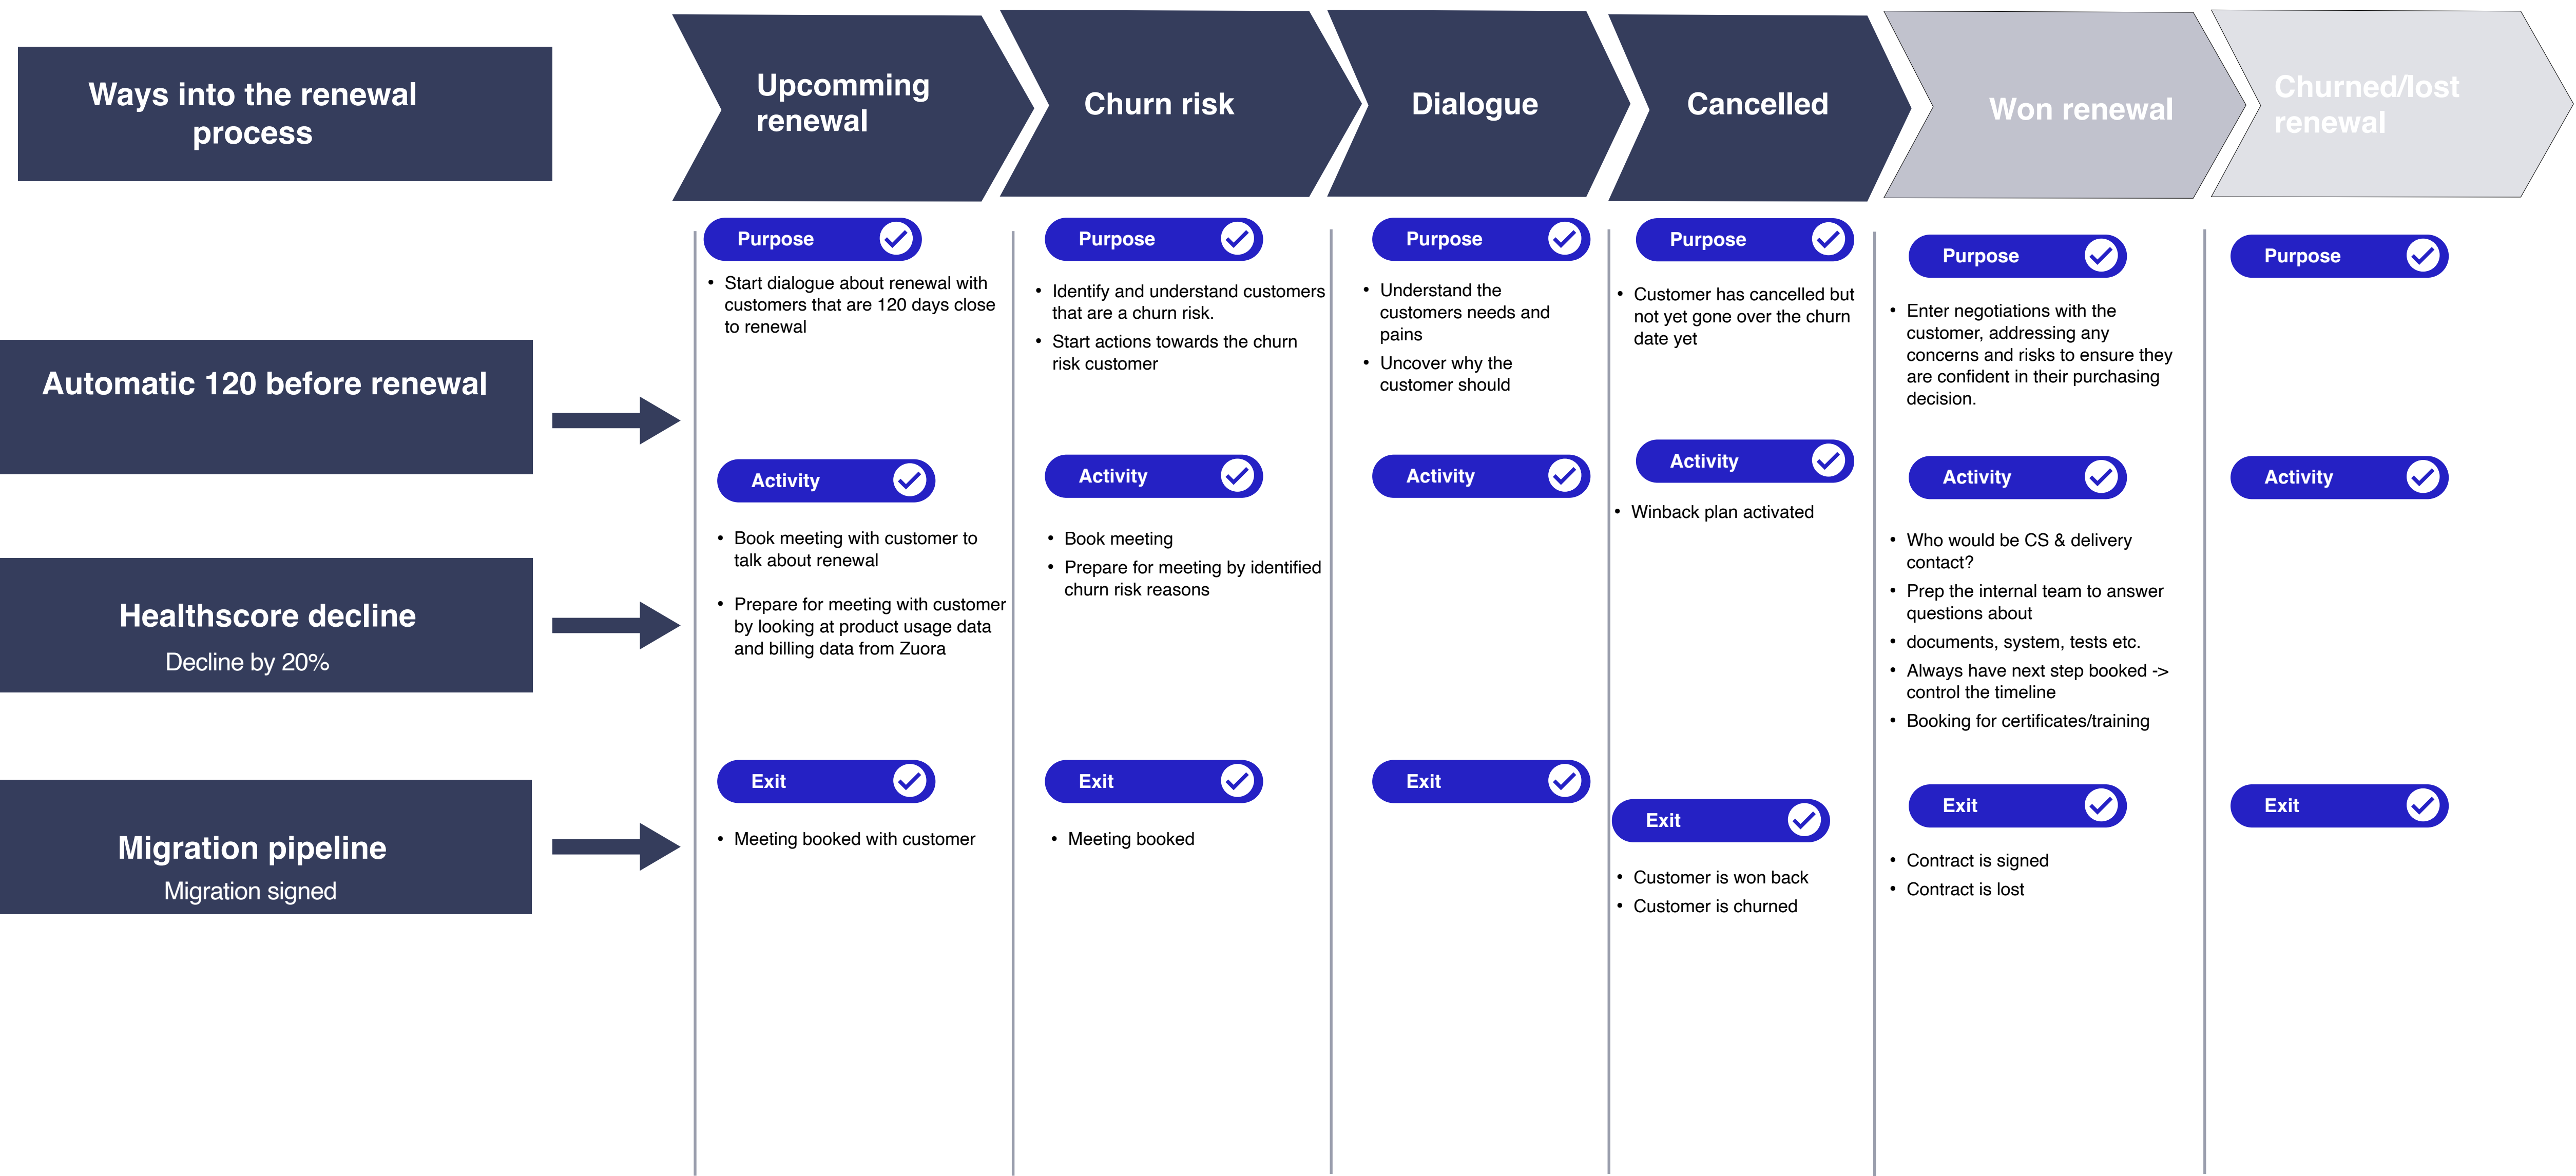 Ways into the renewal
process
Upcomming
renewal
Churn risk
Dialogue
Cancelled
Won renewal
Churned/lost
renewal
Automatic 120 before renewal
Healthscore decline
Decline by 20%
Migration pipeline
Migration signed
Purpose
• Start dialogue about renewal with
customers that are 120 days close
to renewal
Activity
• Book meeting with customer to
talk about renewal
• Prepare for meeting with customer
by looking at product usage data
and billing data from Zuora
Exit
• Meeting booked with customer
Purpose
• Identify and understand customers
that are a churn risk.
• Start actions towards the churn
risk customer
Activity
• Book meeting
• Prepare for meeting by identified
churn risk reasons
Exit
• Meeting booked
Purpose
• Understand the
customers needs and
pains
• Uncover why the
customer should
Activity
Exit
Purpose
• Customer has cancelled but
not yet gone over the churn
date yet
Activity
• Winback plan activated
Exit
• Customer is won back
• Customer is churned
Purpose
• Enter negotiations with the
customer, addressing any
concerns and risks to ensure they
are confident in their purchasing
decision.
Activity
• Who would be CS & delivery
contact?
• Prep the internal team to answer
questions about
• documents, system, tests etc.
• Always have next step booked ->
control the timeline
• Booking for certificates/training
Exit
• Contract is signed
• Contract is lost
Purpose
Activity
Exit